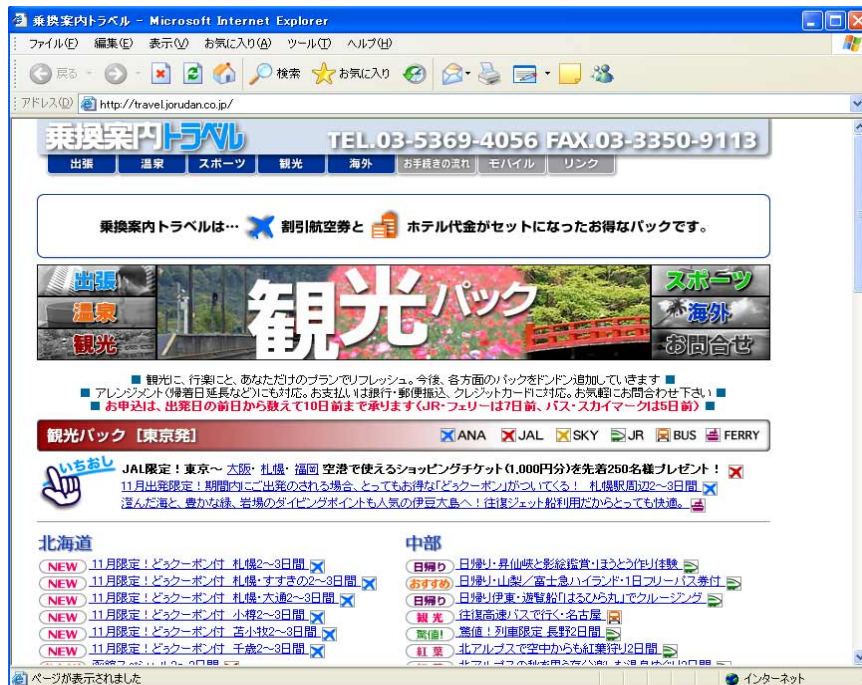 乗換案内トラベル - Microsoft Internet Explorer
ファイル(F) 編集(E) 表示(V) お気に入り(A) ツール(T) ヘルプ(H)
戻る 検索 お気に入り
アドレス(D) http://travel.jorudan.co.jp/
乗換案内トラベル TEL.03-5369-4056 FAX.03-3350-9113
出張 温泉 スポーツ 観光 海外 お手続きの流れ モバイル リンク
乗換案内トラベルは… 割引航空券と ホテル代金がセットになったお得なパックです。
出張 温泉 観光
観光パック
スポーツ 海外 お問合せ
■ 観光に、行楽にと、あなただけのプランでリフレッシュ。今後、各方面のパックをドンドン追加していきます ■
■ アレンジメント(帰着日延長など)にも対応。お支払いは銀行・郵便振込、クレジットカードに対応。お気軽にお問合わせ下さい ■
■ お申込は、出発日の前日から数えて10日前まで承ります(JR・フェリーは7日前、バス・スカイマークは5日前) ■
観光パック [東京発] ANA JAL SKY JR BUS FERRY
いちおし JAL限定！東京～ 大阪・札幌・福岡 空港で使えるショッピングチケット(1,000円分)を先着250名様プレゼント！
11月出発限定！期間内にご出発のされる場合、とってもお得な「どぅクーポン」がついてくる！ 札幌駅周辺2～3日間
澄んだ海と、豊かな緑、岩場のダイビングポイントも人気の伊豆大島へ！往復ジェット船利用だからとっても快適。
北海道
NEW 11月限定！どぅクーポン付 札幌2～3日間
NEW 11月限定！どぅクーポン付 札幌・すすきの2～3日間
NEW 11月限定！どぅクーポン付 札幌・大通2～3日間
NEW 11月限定！どぅクーポン付 小樽2～3日間
NEW 11月限定！どぅクーポン付 苫小牧2～3日間
NEW 11月限定！どぅクーポン付 千歳2～3日間
中部
日帰り 日帰り・昇仙峡と影絵鑑賞・ほうとう作り体験
おすすめ 日帰り・山梨／富士急ハイランド・1日フリーパス券付
日帰り 日帰り伊東・遊覧船「はるひら丸」でクルージング
観光 往復高速バスで行く・名古屋
驚値! 驚値！列車限定 長野2日間
紅葉 北アルプスで空中からも紅葉狩り2日間
ページが表示されました インターネット